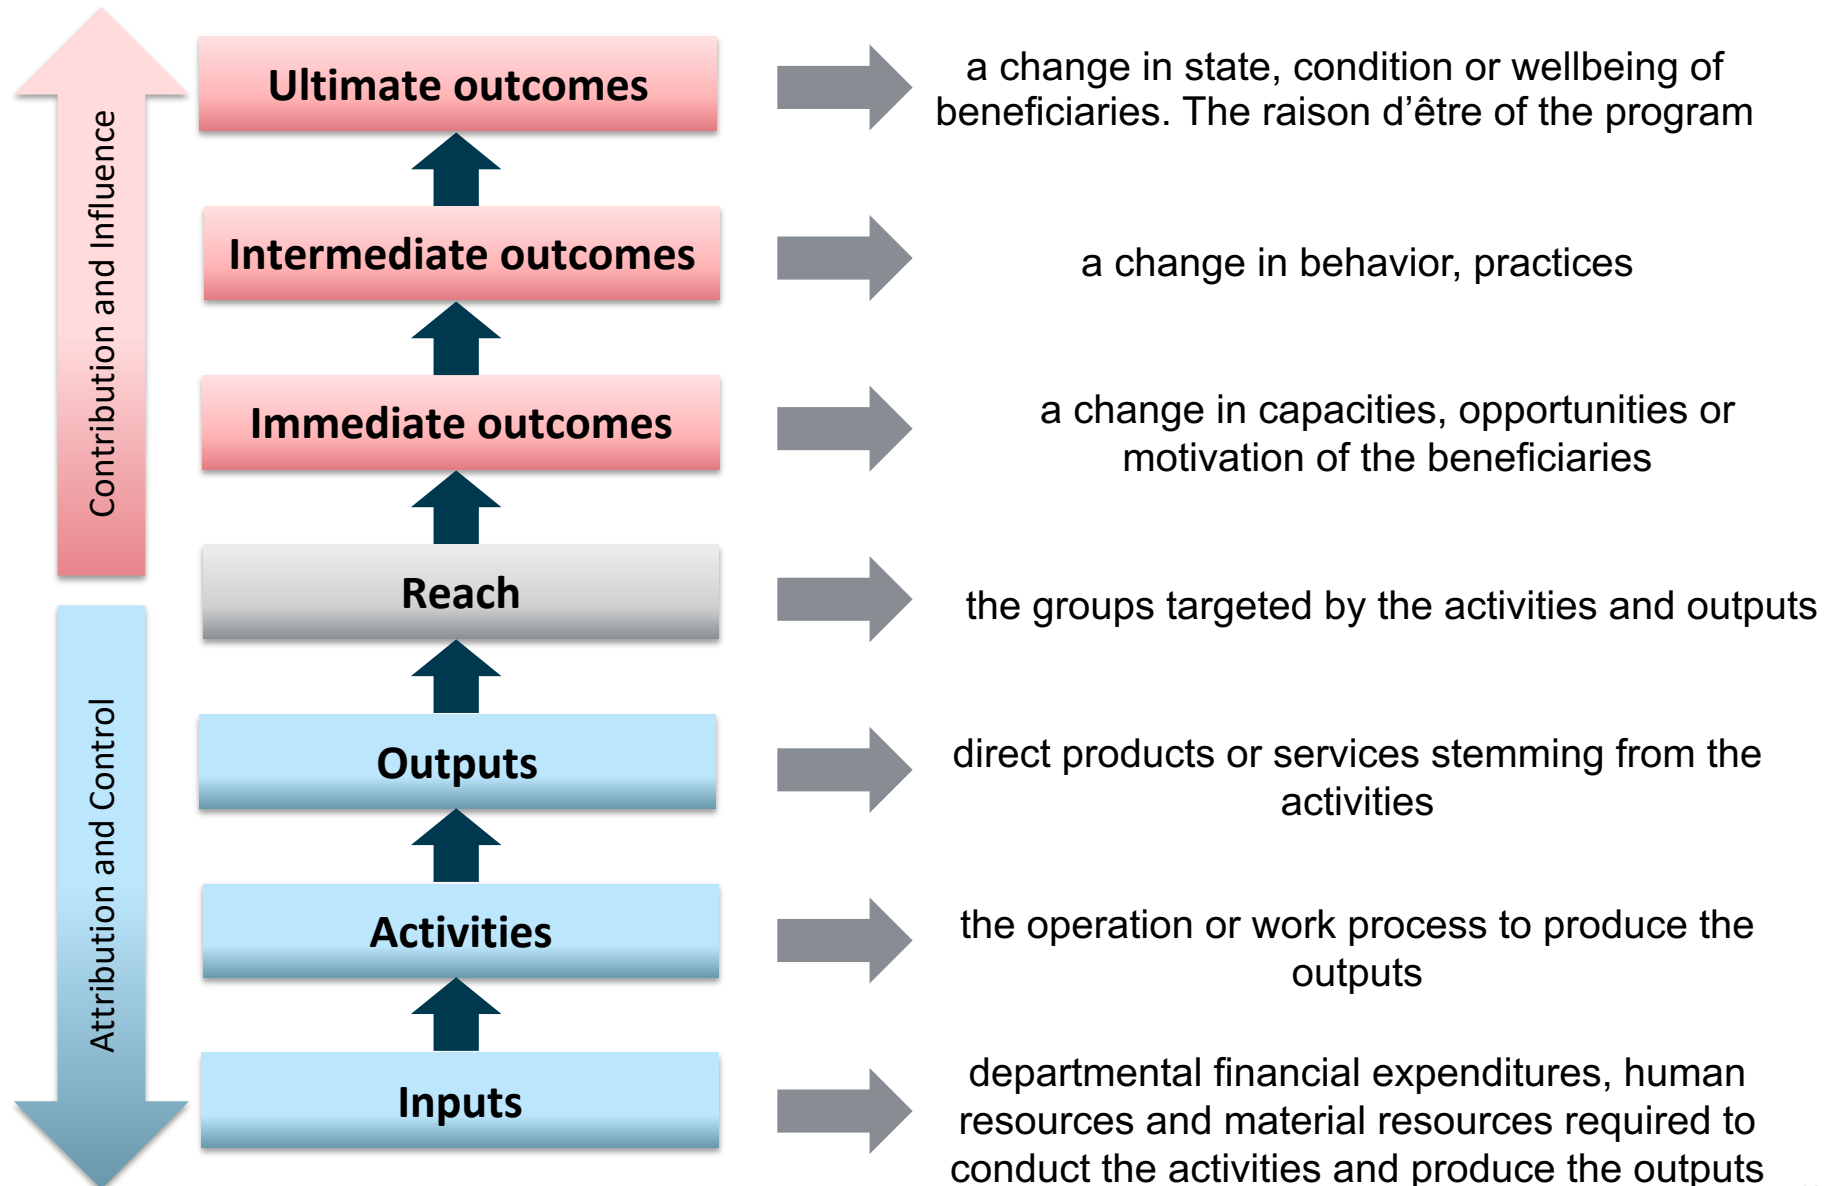 Contribution and Influence
Attribution and Control
Ultimate outcomes
a change in state, condition or wellbeing of
beneficiaries. The raison d’être of the program
Intermediate outcomes
a change in behavior, practices
Immediate outcomes
a change in capacities, opportunities or
motivation of the beneficiaries
Reach
the groups targeted by the activities and outputs
Outputs
direct products or services stemming from the
activities
Activities
the operation or work process to produce the
outputs
Inputs
departmental financial expenditures, human
resources and material resources required to
conduct the activities and produce the outputs